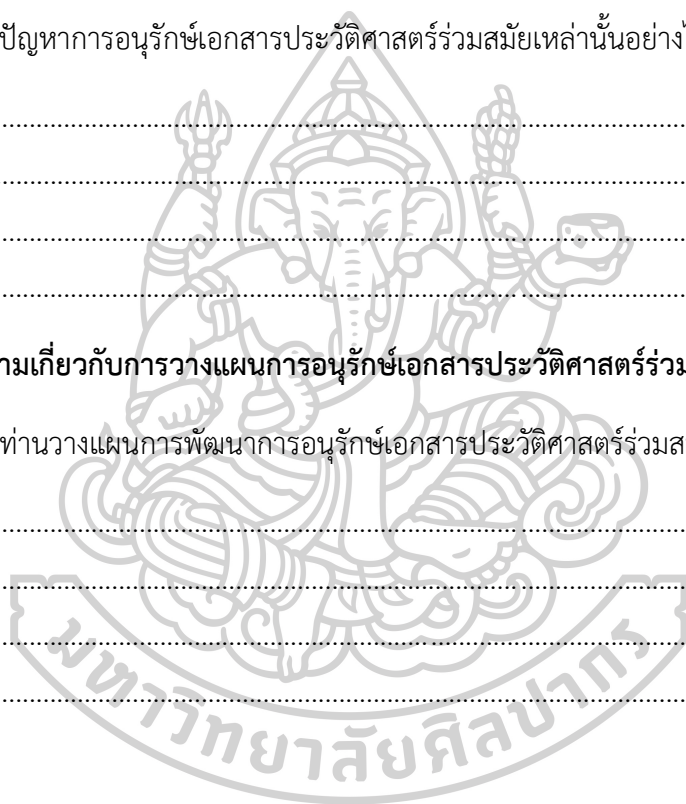 ปัญหาการอนุรักษ์เอกสารประวัติศาสตร์ร่วมสมัยเหล่านั้นอย่าง
................................................................................
................................................................................
................................................................................
................................................................................
ามเกี่ยวกับการวางแผนการอนุรักษ์เอกสารประวัติศาสตร์ร่วม
ท่านวางแผนการพัฒนาการอนุรักษ์เอกสารประวัติศาสตร์ร่วมส
................................................................................
................................................................................
................................................................................
................................................................................
มหาวิทยาลัยศิลปากร